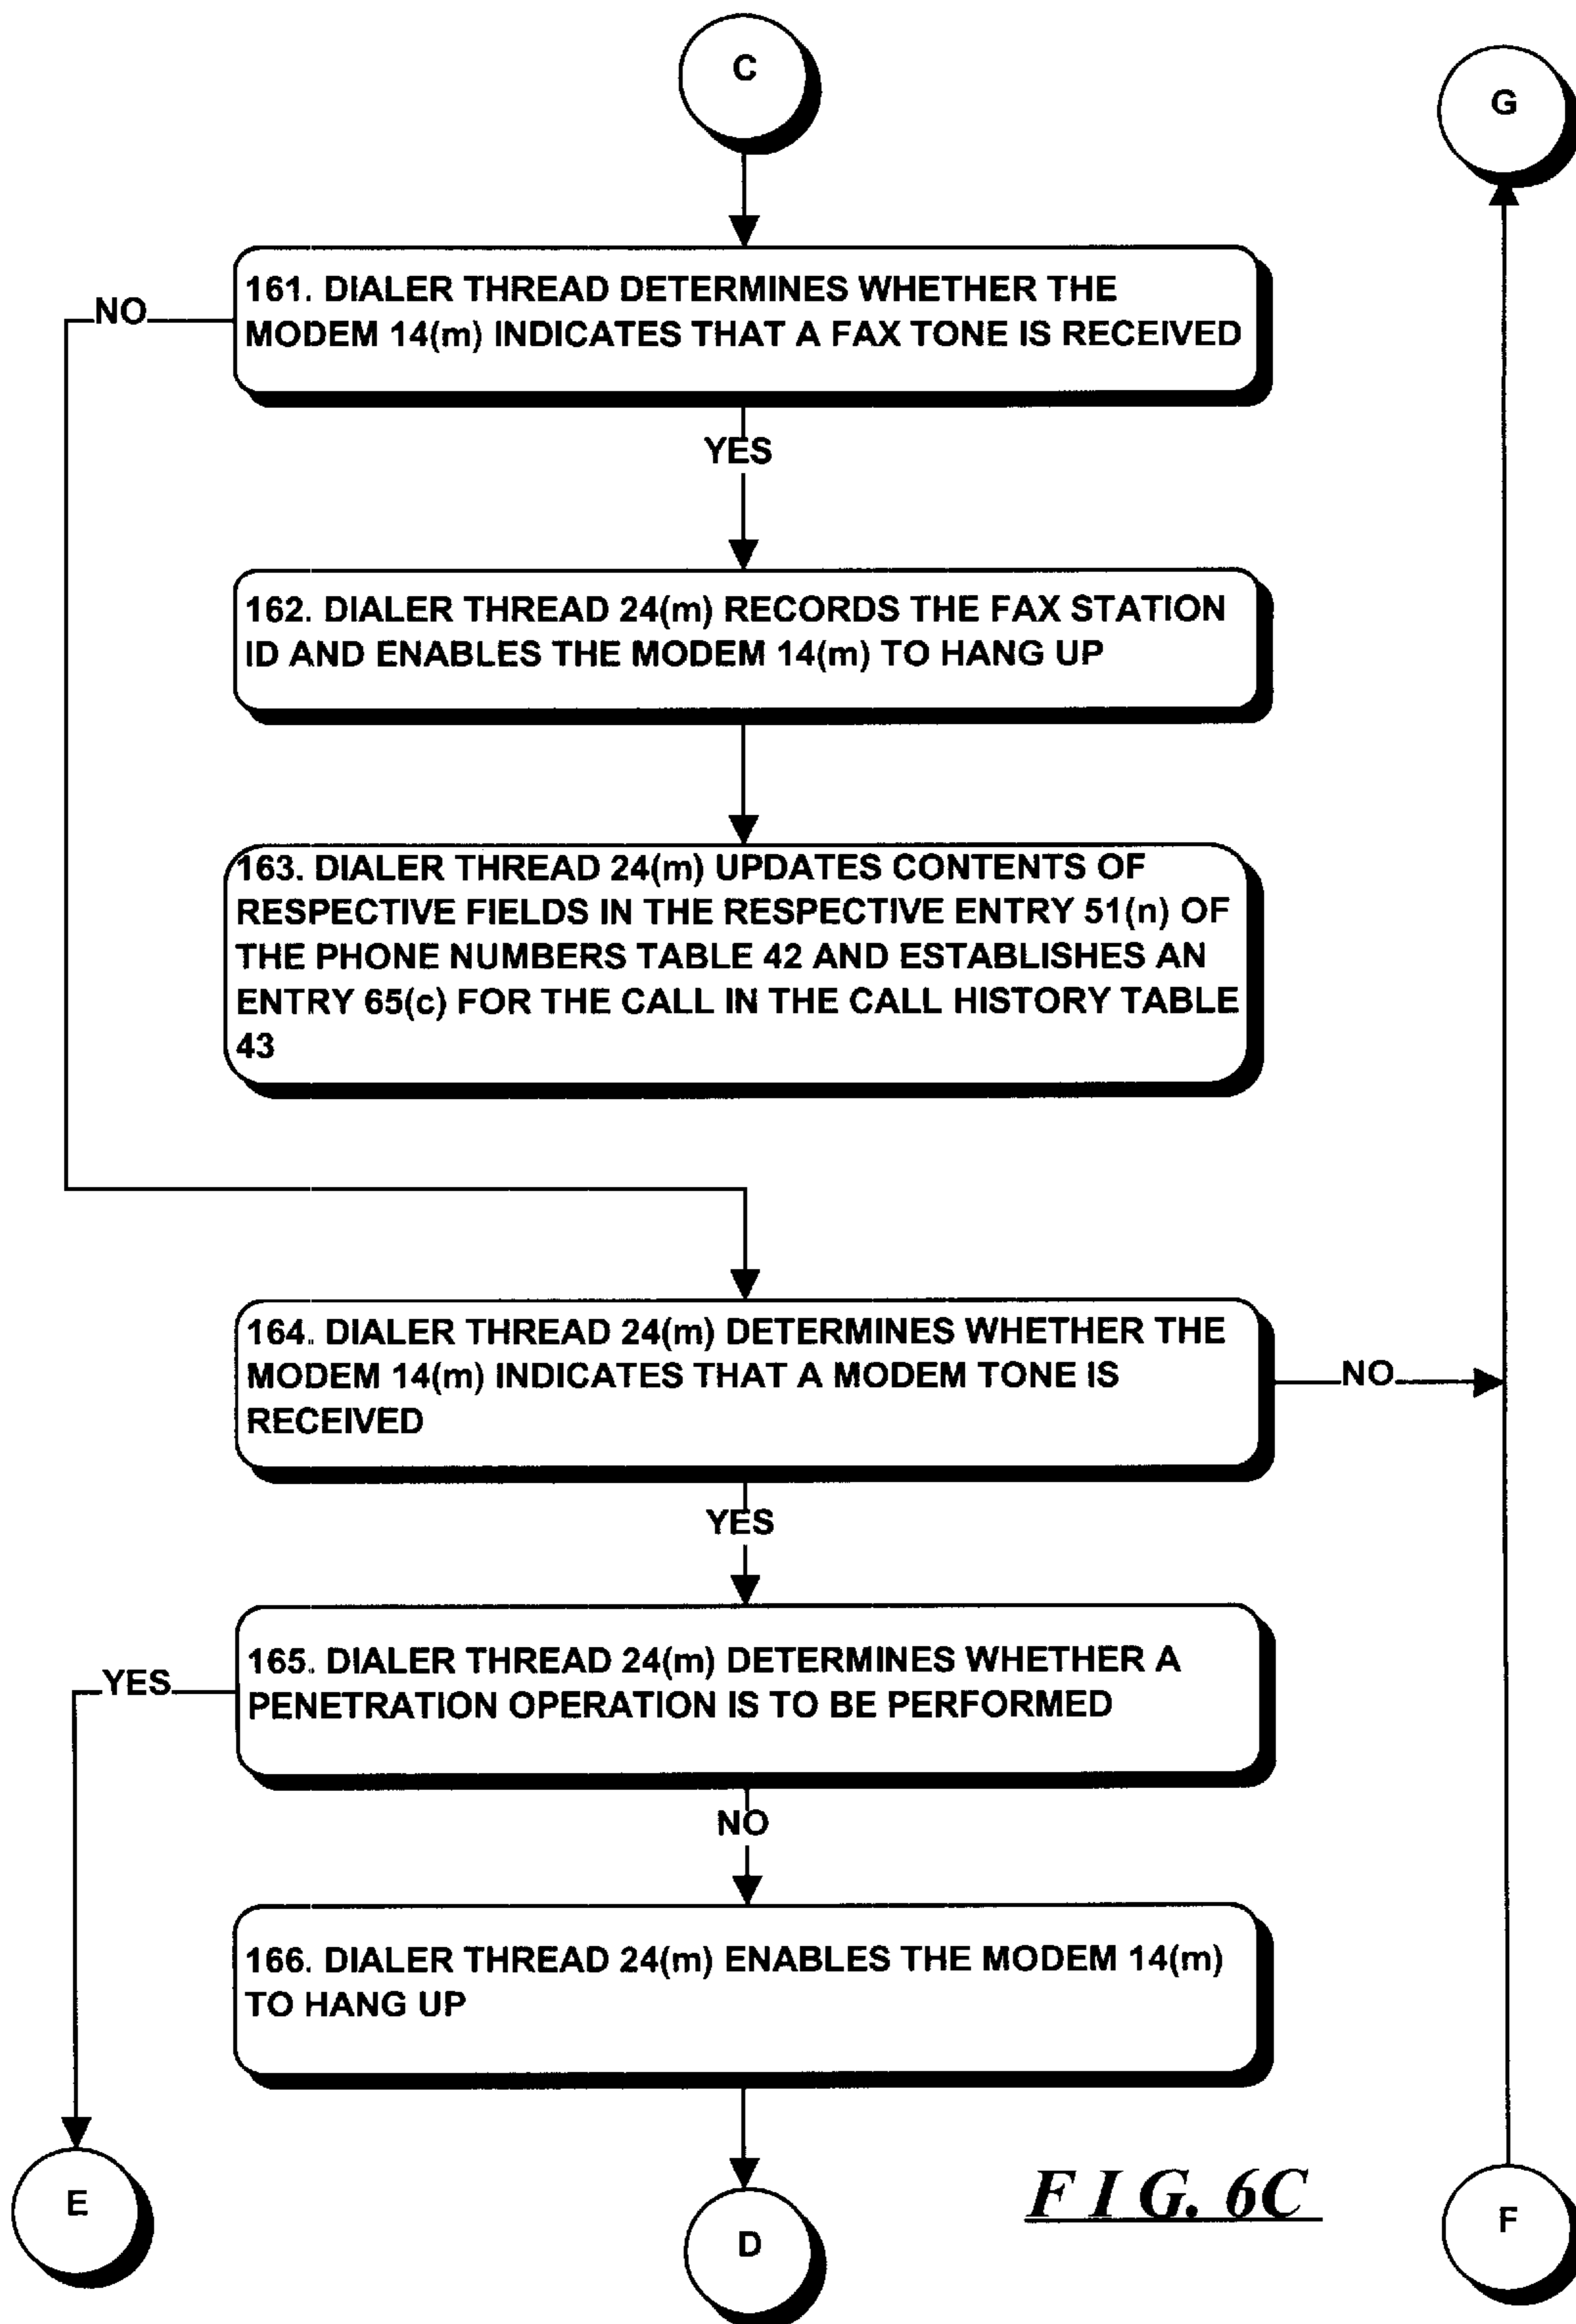 C
G
161. DIALER THREAD DETERMINES WHETHER THE
MODEM 14(m) INDICATES THAT A FAX TONE IS RECEIVED
NO
YES
162. DIALER THREAD 24(m) RECORDS THE FAX STATION
ID AND ENABLES THE MODEM 14(m) TO HANG UP
163. DIALER THREAD 24(m) UPDATES CONTENTS OF
RESPECTIVE FIELDS IN THE RESPECTIVE ENTRY 51(n) OF
THE PHONE NUMBERS TABLE 42 AND ESTABLISHES AN
ENTRY 65(c) FOR THE CALL IN THE CALL HISTORY TABLE
43
164. DIALER THREAD 24(m) DETERMINES WHETHER THE
MODEM 14(m) INDICATES THAT A MODEM TONE IS
RECEIVED
NO
YES
165. DIALER THREAD 24(m) DETERMINES WHETHER A
PENETRATION OPERATION IS TO BE PERFORMED
YES
NO
166. DIALER THREAD 24(m) ENABLES THE MODEM 14(m)
TO HANG UP
E
D
F
FIG. 6C